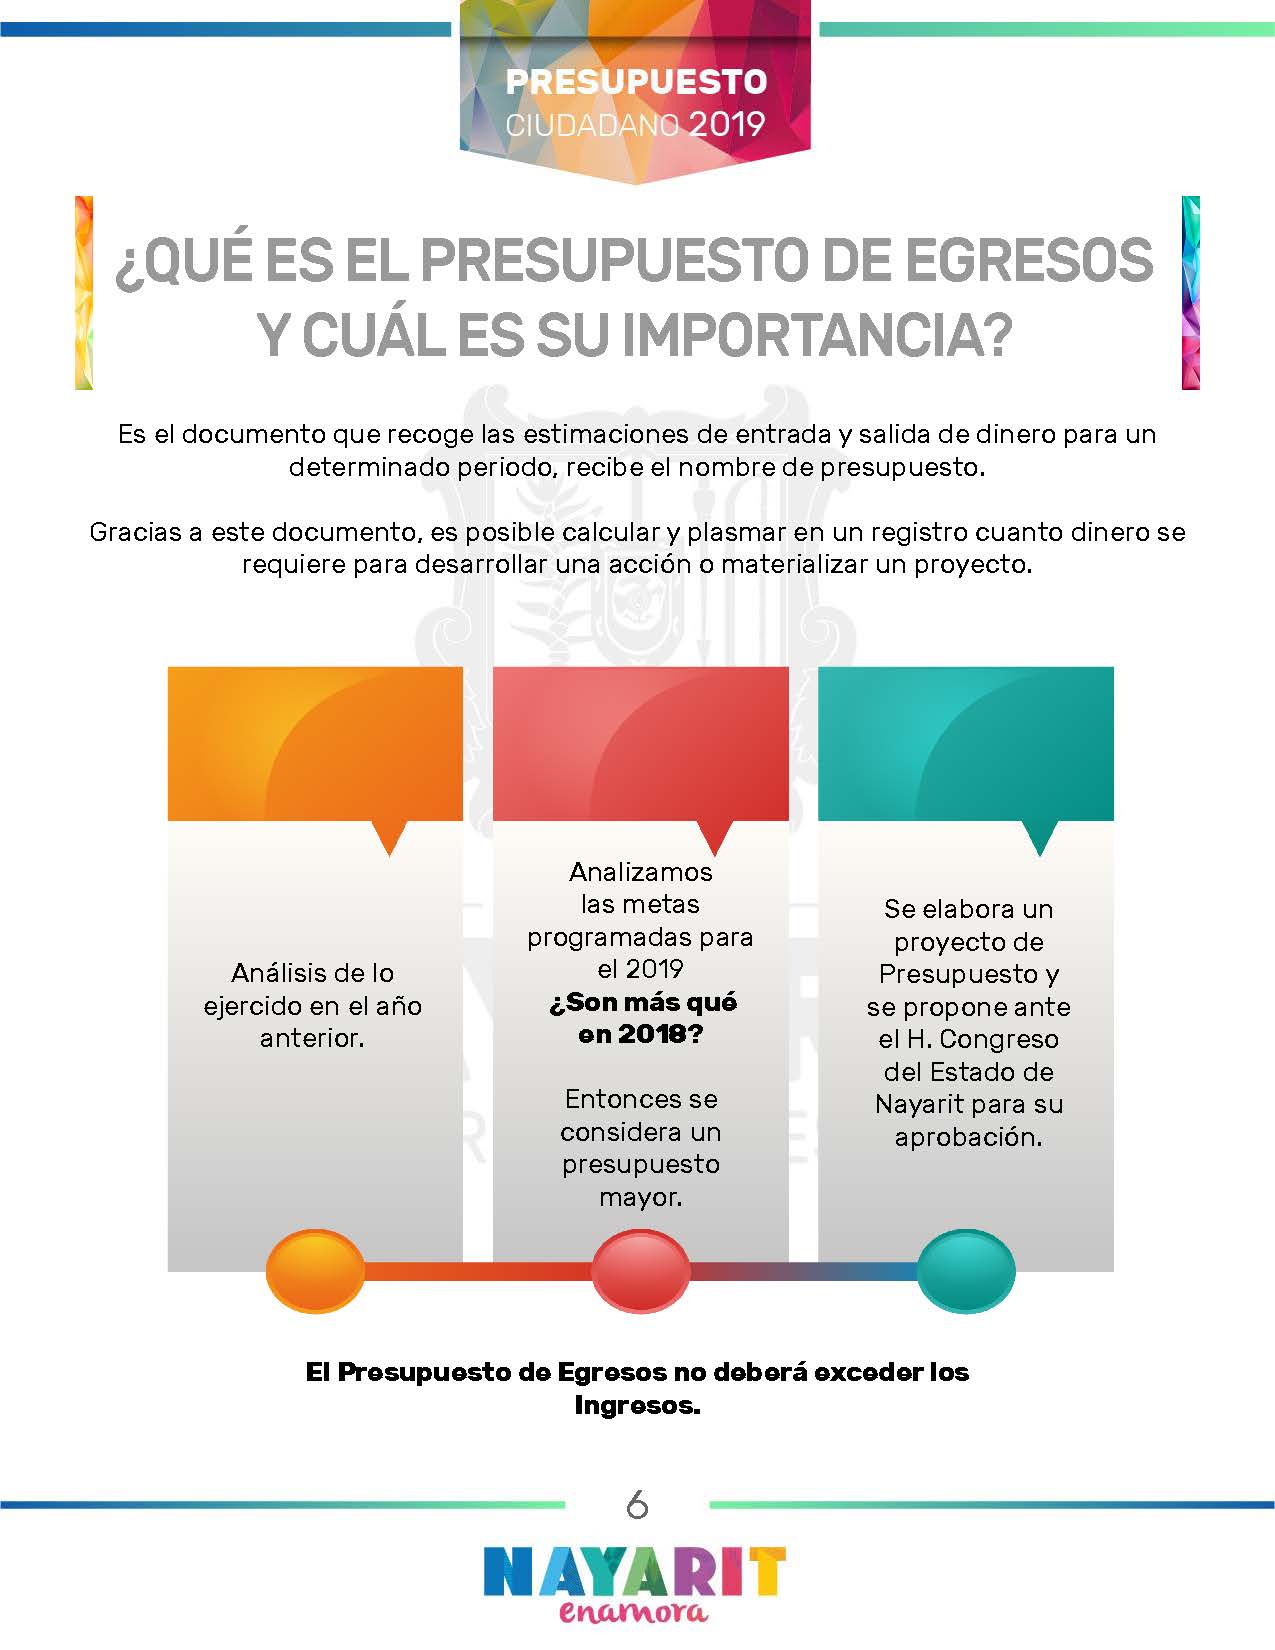 PRESUPUESTO
CIUDADANO 2019
¿QUÉ ES EL PRESUPUESTO DE EGRESOS
Y CUÁL ES SU IMPORTANCIA?
Es el documento que recoge las estimaciones de entrada y salida de dinero para un
determinado periodo, recibe el nombre de presupuesto.
Gracias a este documento, es posible calcular y plasmar en un registro cuanto dinero se
requiere para desarrollar una acción o materializar un proyecto.
Análisis de lo
ejercido en el año
anterior.
Analizamos
las metas
programadas para
el 2019
¿Son más qué
en 2018?
Entonces se
considera un
presupuesto
mayor.
Se elabora un
proyecto de
Presupuesto y
se propone ante
el H. Congreso
del Estado de
Nayarit para su
aprobación.
El Presupuesto de Egresos no deberá exceder los
Ingresos.
6
NAYARIT
enamora